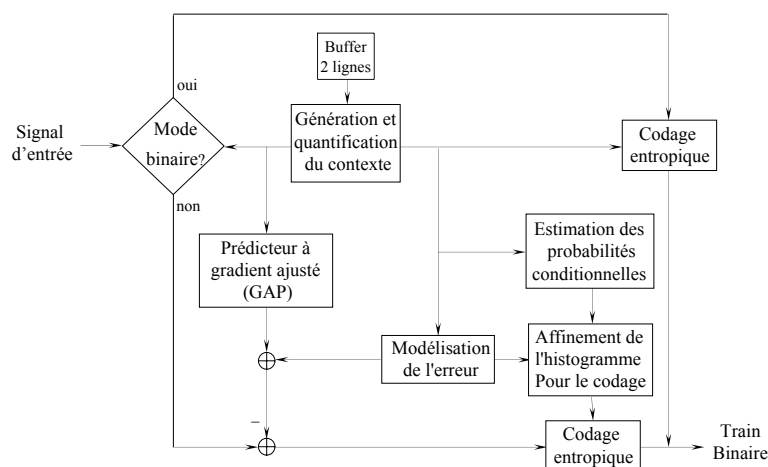 Buffer
2 lignes
oui
Signal
d'entrée
Mode
binaire?
Génération et
quantification
du contexte
Codage
entropique
non
Prédicteur à
gradient ajusté
(GAP)
Estimation des
probabilités
conditionnelles
Modélisation
de l'erreur
Affinement de
l'histogramme
Pour le codage
–
Codage
entropique
Train
Binaire